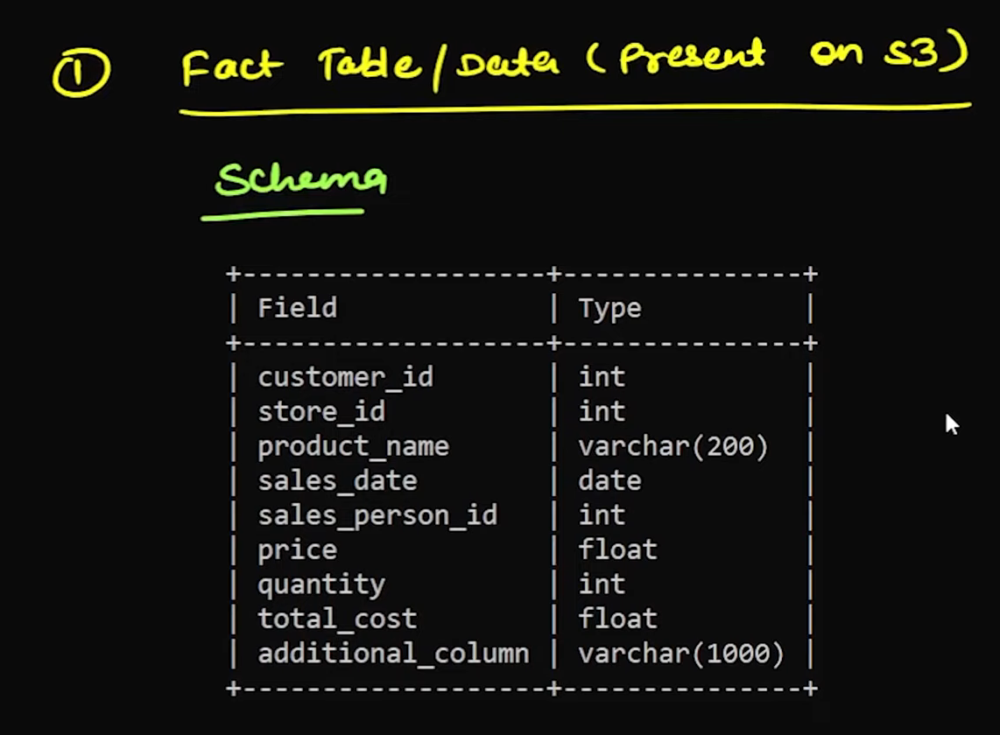 ① Fact Table/Data (Present on S3)
Schema
+-------------------+---------------+
| Field             | Type          |
+-------------------+---------------+
| customer_id       | int           |
| store_id          | int           |
| product_name      | varchar(200)  |
| sales_date        | date          |
| sales_person_id   | int           |
| price             | float         |
| quantity          | int           |
| total_cost        | float         |
| additional_column | varchar(1000) |
+-------------------+---------------+